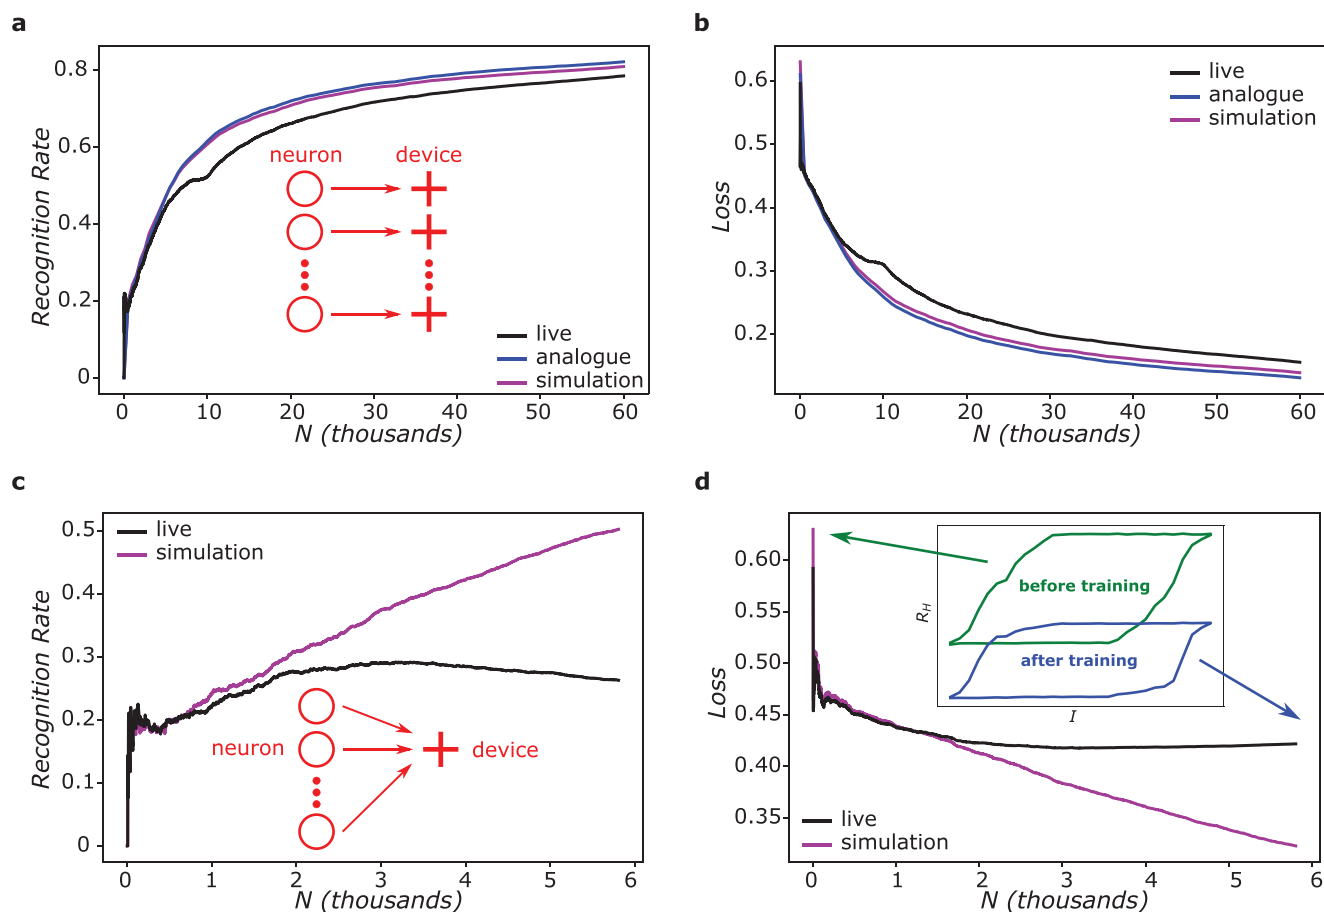 a
Recognition Rate
0.8
0.6
0.4
0.2
0
neuron device
live
analogue
simulation
0 10 20 30 40 50 60
N (thousands)
b
Loss
0.6
0.5
0.4
0.3
0.2
live
analogue
simulation
0 10 20 30 40 50 60
N (thousands)
c
Recognition Rate
0.5
0.4
0.3
0.2
0.1
0
live
simulation
neuron device
0 1 2 3 4 5 6
N (thousands)
d
Loss
0.60
0.55
0.50
0.45
0.40
0.35
before training
after training
R_H
I
live
simulation
0 1 2 3 4 5 6
N (thousands)